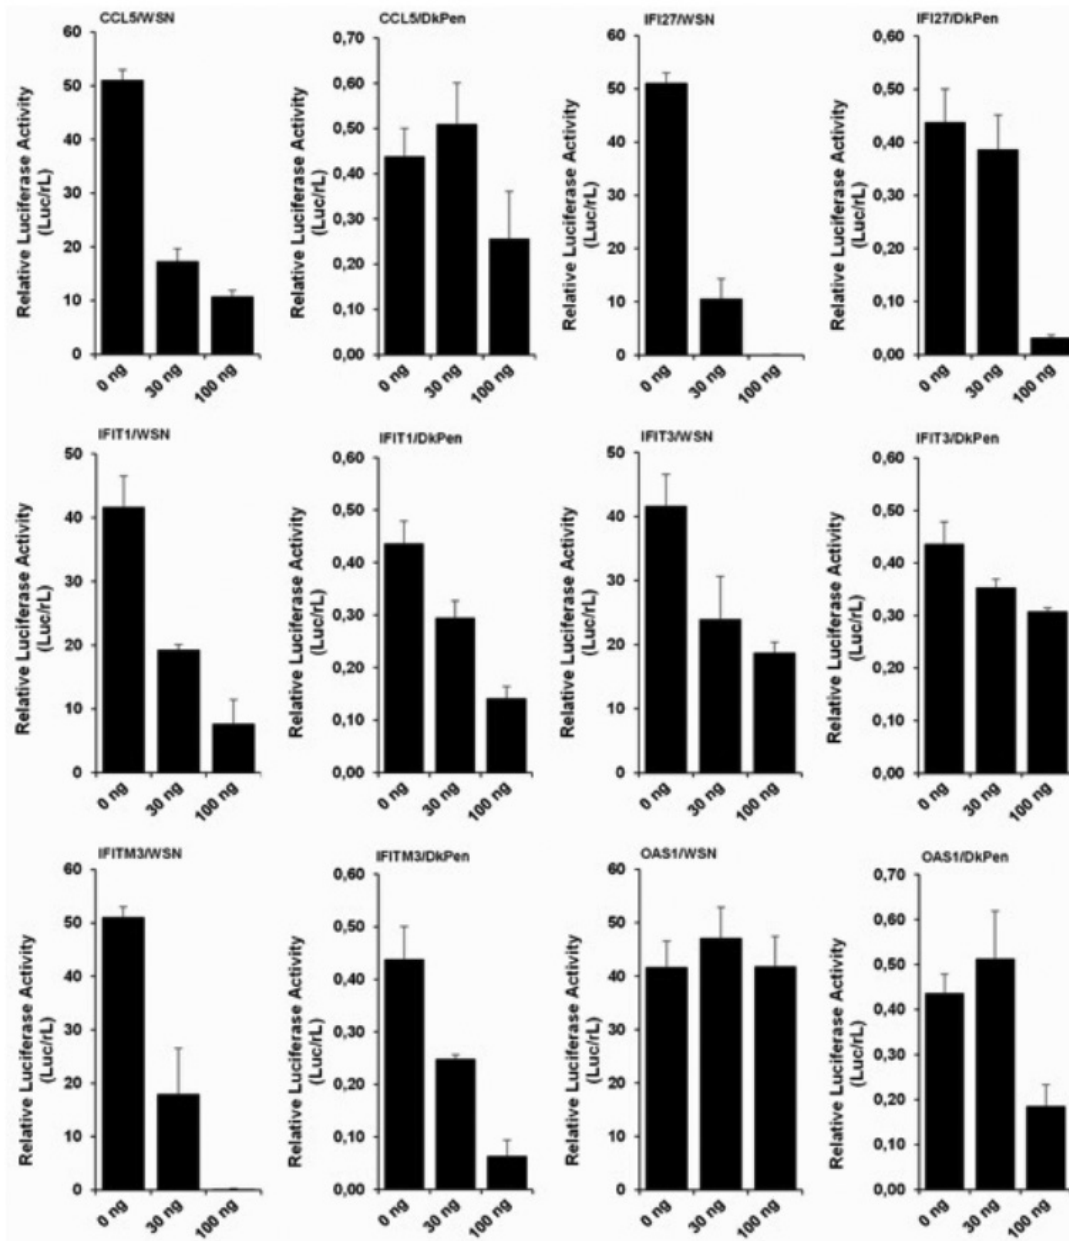 CCL5/WSN
Relative Luciferase Activity
(Luc/rL)
60
50
40
30
20
10
0
0 ng
30 ng
100 ng
CCL5/DkPen
Relative Luciferase Activity
(Luc/rL)
0,70
0,60
0,50
0,40
0,30
0,20
0,10
0,00
0 ng
30 ng
100 ng
IFI27/WSN
Relative Luciferase Activity
(Luc/rL)
60
50
40
30
20
10
0
0 ng
30 ng
100 ng
IFI27/DkPen
Relative Luciferase Activity
(Luc/rL)
0,60
0,50
0,40
0,30
0,20
0,10
0,00
0 ng
30 ng
100 ng
IFIT1/WSN
Relative Luciferase Activity
(Luc/rL)
50
40
30
20
10
0
0 ng
30 ng
100 ng
IFIT1/DkPen
Relative Luciferase Activity
(Luc/rL)
0,60
0,50
0,40
0,30
0,20
0,10
0,00
0 ng
30 ng
100 ng
IFIT3/WSN
Relative Luciferase Activity
(Luc/rL)
50
40
30
20
10
0
0 ng
30 ng
100 ng
IFIT3/DkPen
Relative Luciferase Activity
(Luc/rL)
0,60
0,50
0,40
0,30
0,20
0,10
0,00
0 ng
30 ng
100 ng
IFITM3/WSN
Relative Luciferase Activity
(Luc/rL)
60
50
40
30
20
10
0
0 ng
30 ng
100 ng
IFITM3/DkPen
Relative Luciferase Activity
(Luc/rL)
0,60
0,50
0,40
0,30
0,20
0,10
0,00
0 ng
30 ng
100 ng
OAS1/WSN
Relative Luciferase Activity
(Luc/rL)
60
50
40
30
20
10
0
0 ng
30 ng
100 ng
OAS1/DkPen
Relative Luciferase Activity
(Luc/rL)
0,70
0,60
0,50
0,40
0,30
0,20
0,10
0,00
0 ng
30 ng
100 ng